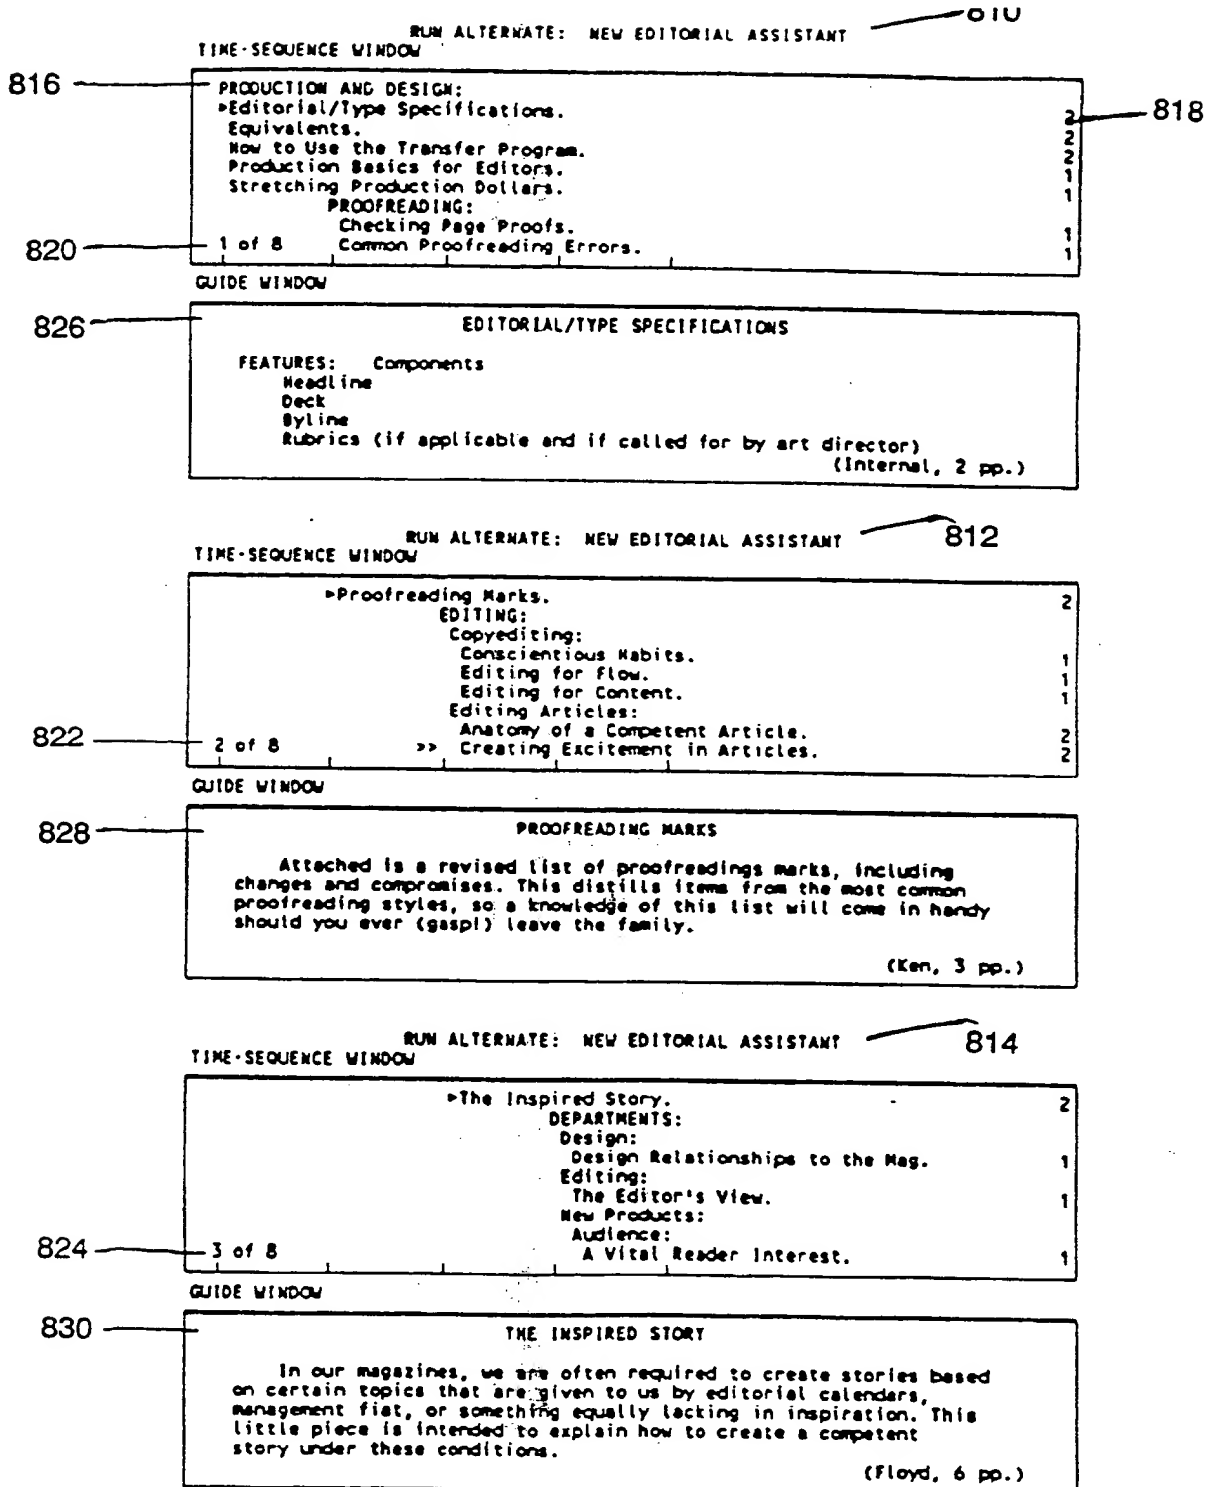 810
RUN ALTERNATE: NEW EDITORIAL ASSISTANT
TIME-SEQUENCE WINDOW
816
PRODUCTION AND DESIGN:
▸Editorial/Type Specifications. 2 818
Equivalents. 2
How to Use the Transfer Program. 2
Production Basics for Editors. 1
Stretching Production Dollars. 1
PROOFREADING:
Checking Page Proofs. 1
820 1 of 8 Common Proofreading Errors. 1
GUIDE WINDOW
826 EDITORIAL/TYPE SPECIFICATIONS
FEATURES: Components
Headline
Deck
Byline
Rubrics (if applicable and if called for by art director)
(Internal, 2 pp.)
RUN ALTERNATE: NEW EDITORIAL ASSISTANT 812
TIME-SEQUENCE WINDOW
▸Proofreading Marks. 2
EDITING:
Copyediting:
Conscientious Habits. 1
Editing for Flow. 1
Editing for Content. 1
Editing Articles:
Anatomy of a Competent Article. 2
822 2 of 8 >> Creating Excitement in Articles. 2
GUIDE WINDOW
828 PROOFREADING MARKS
Attached is a revised list of proofreadings marks, including
changes and compromises. This distills items from the most common
proofreading styles, so a knowledge of this list will come in handy
should you ever (gasp!) leave the family.
(Ken, 3 pp.)
RUN ALTERNATE: NEW EDITORIAL ASSISTANT 814
TIME-SEQUENCE WINDOW
▸The Inspired Story. 2
DEPARTMENTS:
Design:
Design Relationships to the Mag. 1
Editing:
The Editor's View. 1
New Products:
Audience:
824 3 of 8 A Vital Reader Interest. 1
GUIDE WINDOW
830 THE INSPIRED STORY
In our magazines, we are often required to create stories based
on certain topics that are given to us by editorial calendars,
management fiat, or something equally lacking in inspiration. This
little piece is intended to explain how to create a competent
story under these conditions.
(Floyd, 6 pp.)